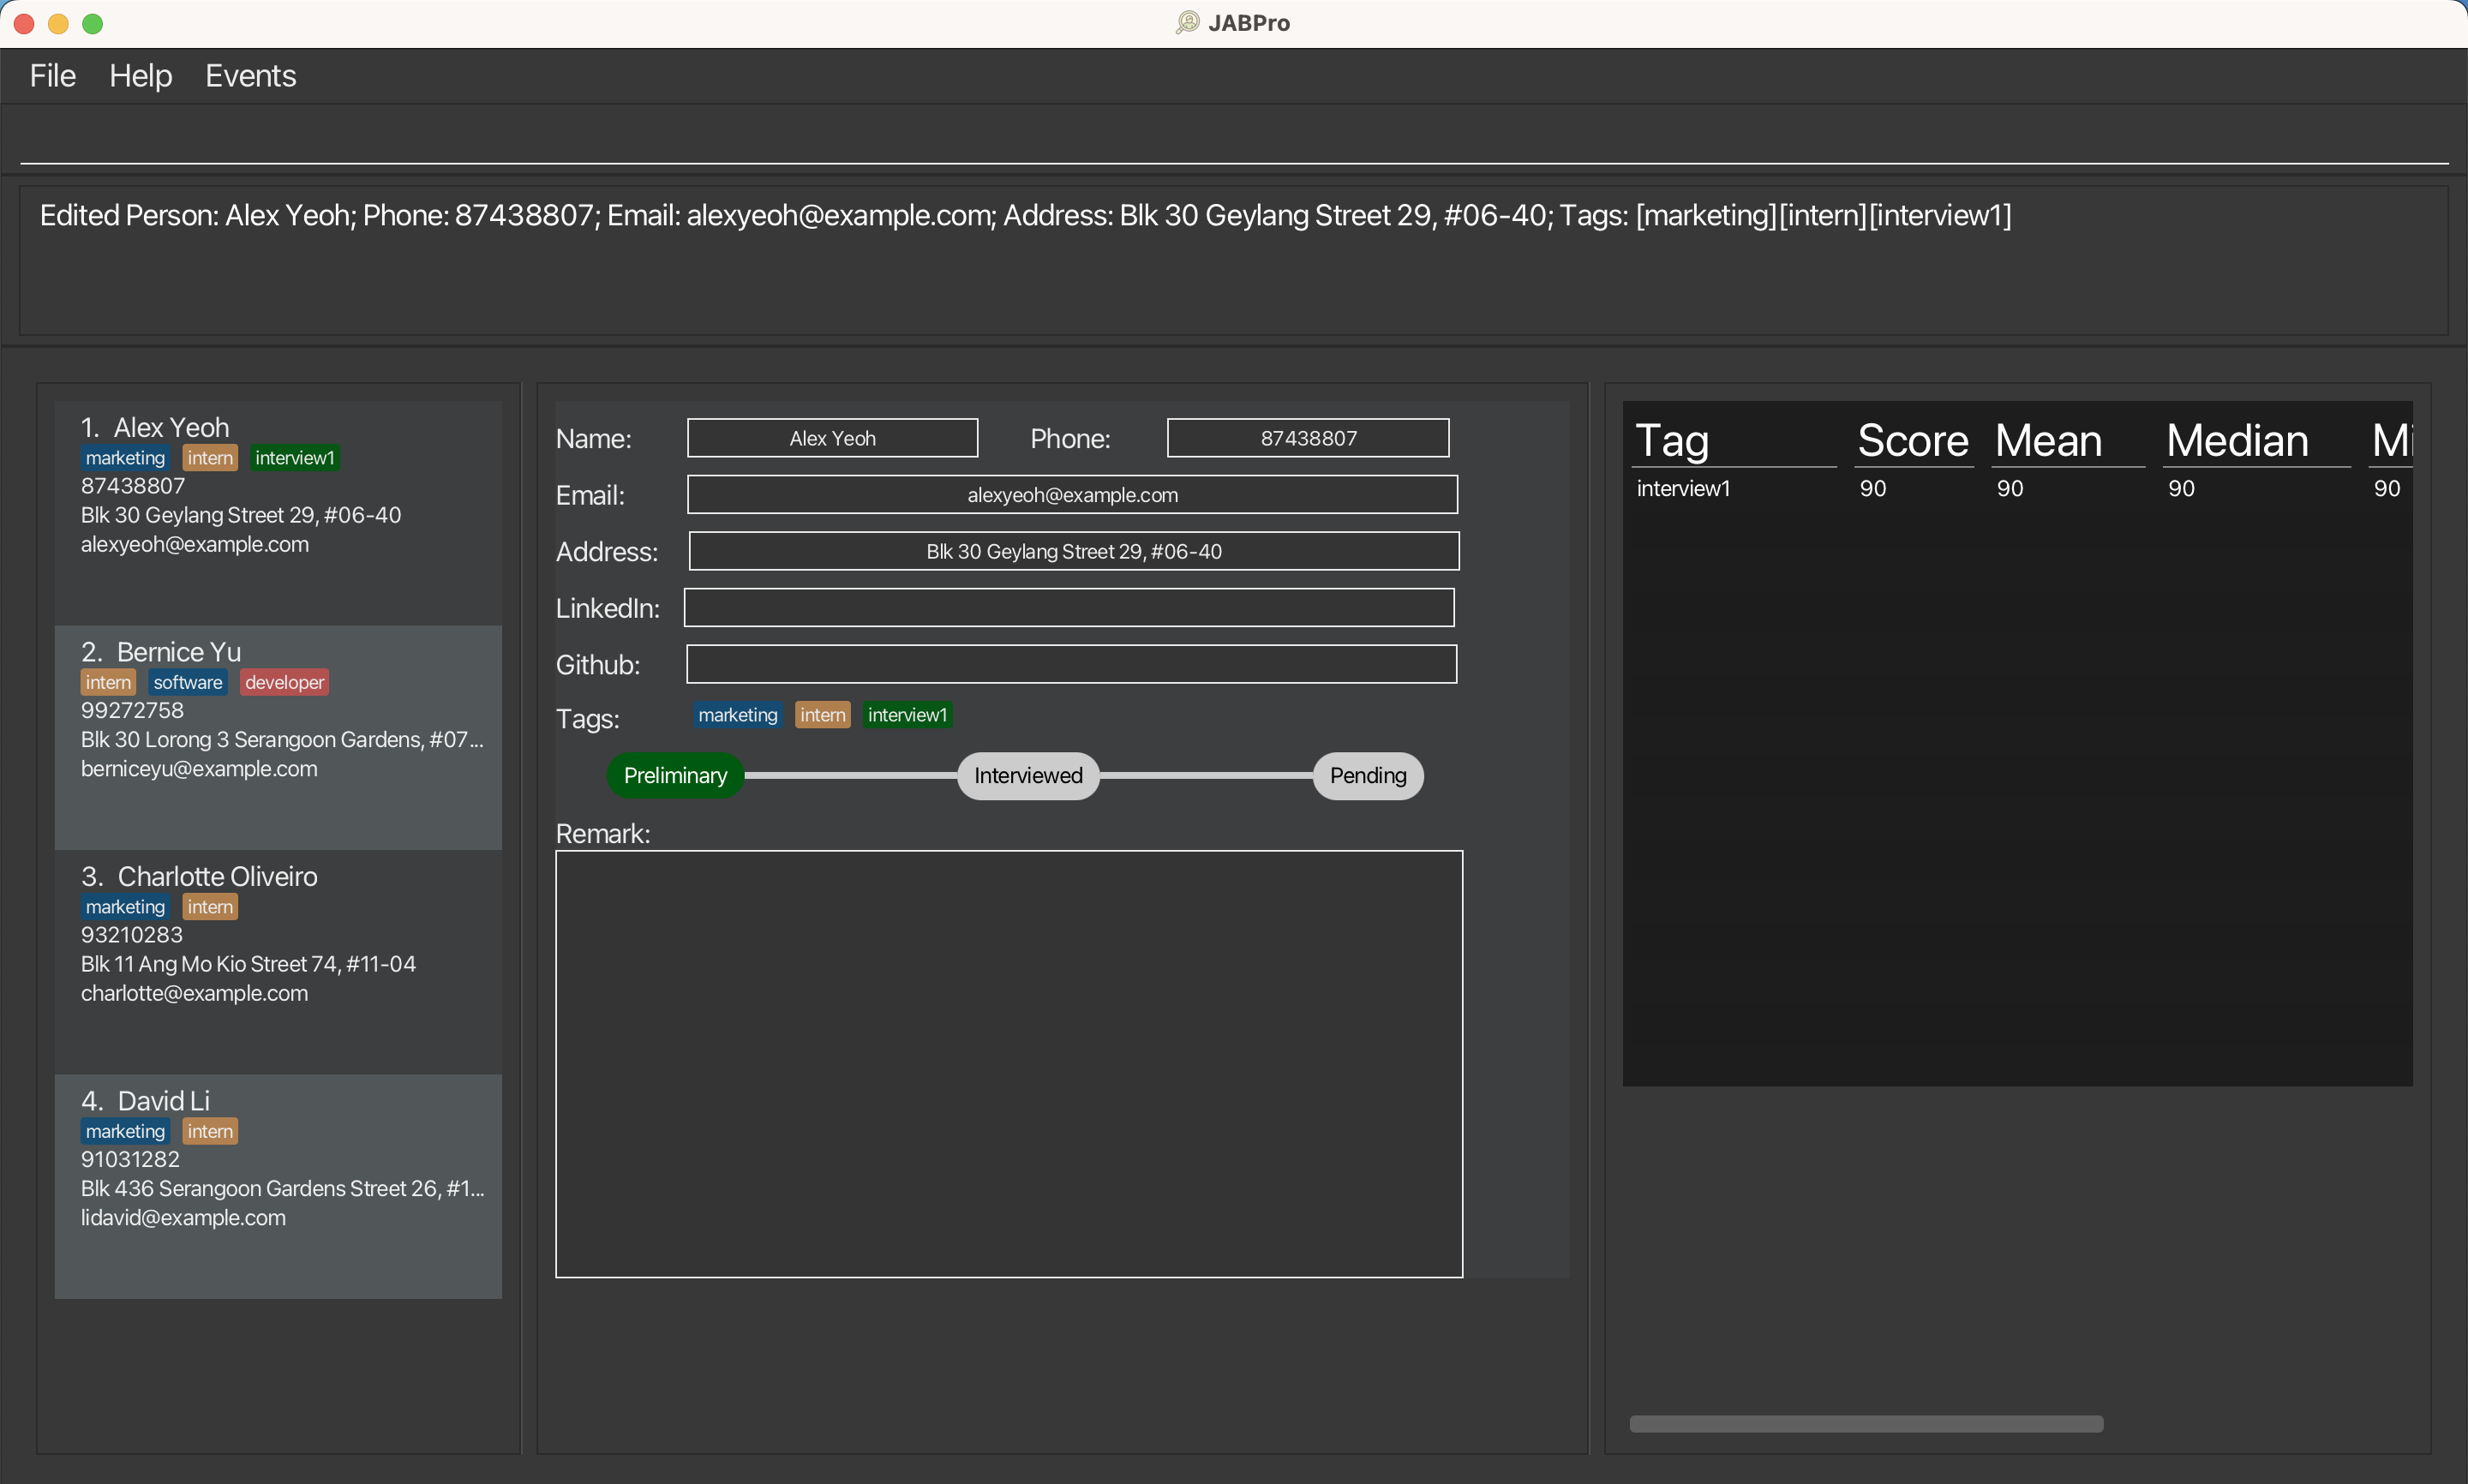 JABPro
File Help Events
Edited Person: Alex Yeoh; Phone: 87438807; Email: alexyeoh@example.com; Address: Blk 30 Geylang Street 29, #06-40; Tags: [marketing][intern][interview1]
1. Alex Yeoh
marketing intern interview1
87438807
Blk 30 Geylang Street 29, #06-40
alexyeoh@example.com
2. Bernice Yu
intern software developer
99272758
Blk 30 Lorong 3 Serangoon Gardens, #07...
berniceyu@example.com
3. Charlotte Oliveiro
marketing intern
93210283
Blk 11 Ang Mo Kio Street 74, #11-04
charlotte@example.com
4. David Li
marketing intern
91031282
Blk 436 Serangoon Gardens Street 26, #1...
lidavid@example.com
Name: Alex Yeoh Phone: 87438807
Email: alexyeoh@example.com
Address: Blk 30 Geylang Street 29, #06-40
LinkedIn:
Github:
Tags: marketing intern interview1
Preliminary Interviewed Pending
Remark:
Tag Score Mean Median Mi
interview1 90 90 90 90